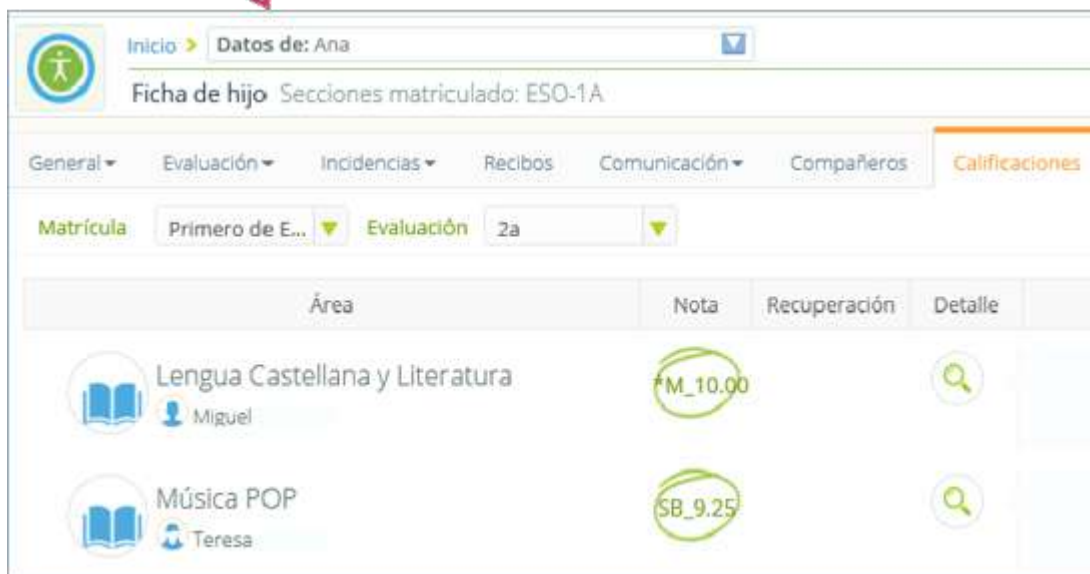 Inicio > Datos de: Ana
Ficha de hijo Secciones matriculado: ESO-1A
General Evaluación Incidencias Recibos Comunicación Compañeros Calificaciones
Matrícula Primero de E... Evaluación 2a
Área Nota Recuperación Detalle
Lengua Castellana y Literatura *M_10.00
Miguel
Música POP SB_9.25
Teresa